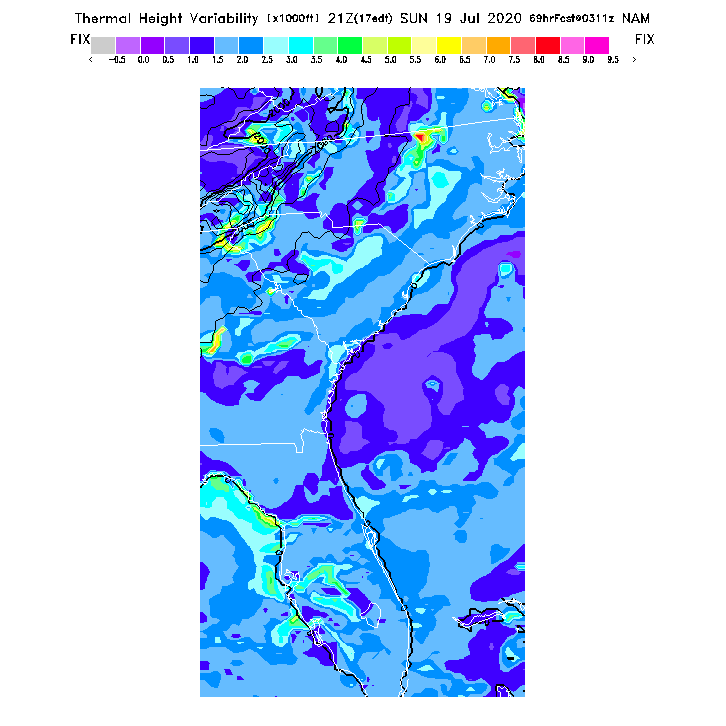 Thermal Height Variability [x1000ft] 21Z(17edt) SUN 19 Jul 2020 69hrFcst@0311z NAM
FIX FIX
< -0.5 0.0 0.5 1.0 1.5 2.0 2.5 3.0 3.5 4.0 4.5 5.0 5.5 6.0 6.5 7.0 7.5 8.0 8.5 9.0 9.5 >